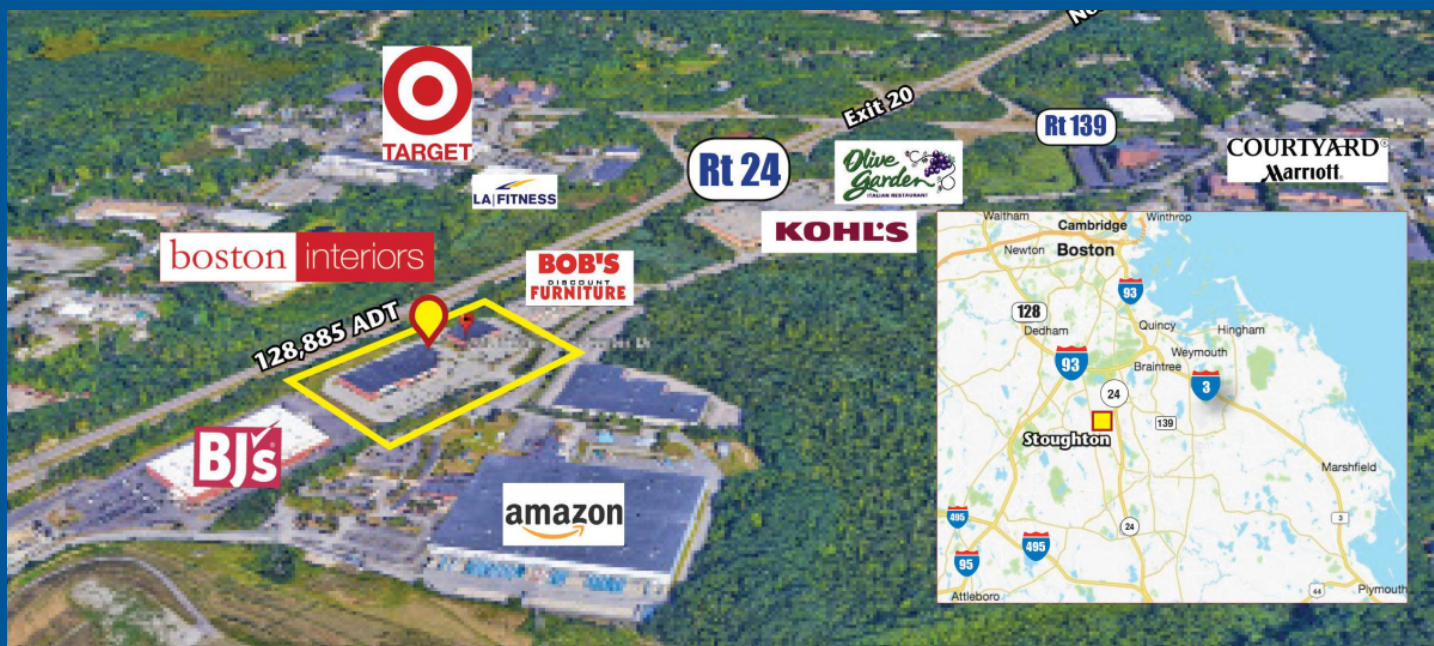 No
Exit 20
TARGET
Rt 24
Rt 139
Olive
Garden
ITALIAN RESTAURANT
COURTYARD®
Marriott
LA|FITNESS
KOHL'S
boston interiors
BOB'S
DISCOUNT
FURNITURE
128,885 ADT
BJ's
amazon
Waltham
Winthrop
Cambridge
Newton
Boston
93
128
Dedham
Quincy
Hingham
Weymouth
93
Braintree
3
24
139
Stoughton
Marshfield
495
24
3
495
95
Attleboro
44
Plymouth